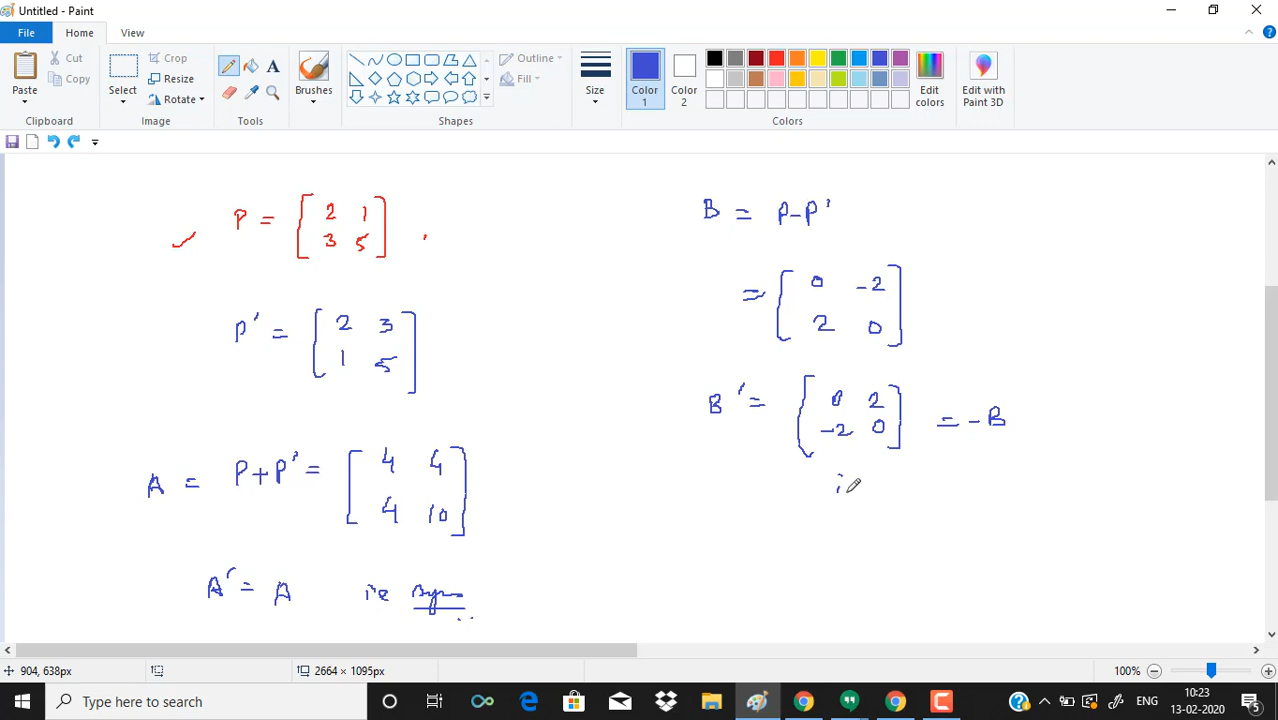 Untitled - Paint
File Home View
Paste Cut Copy
Select Crop Resize Rotate
Brushes
Outline
Fill
Size
Color 1
Color 2
Edit colors
Edit with Paint 3D
Clipboard Image Tools Shapes Colors
P = [ 2 1
3 5 ] ,
P' = [ 2 3
1 5 ]
A = P+P' = [ 4 4
4 10 ]
A' = A ie Sym
B = P-P'
= [ 0 -2
2 0 ]
B' = [ 0 2
-2 0 ] = -B
i
904, 638px
2664 × 1095px
100%
Type here to search
ENG
10:23
13-02-2020
5